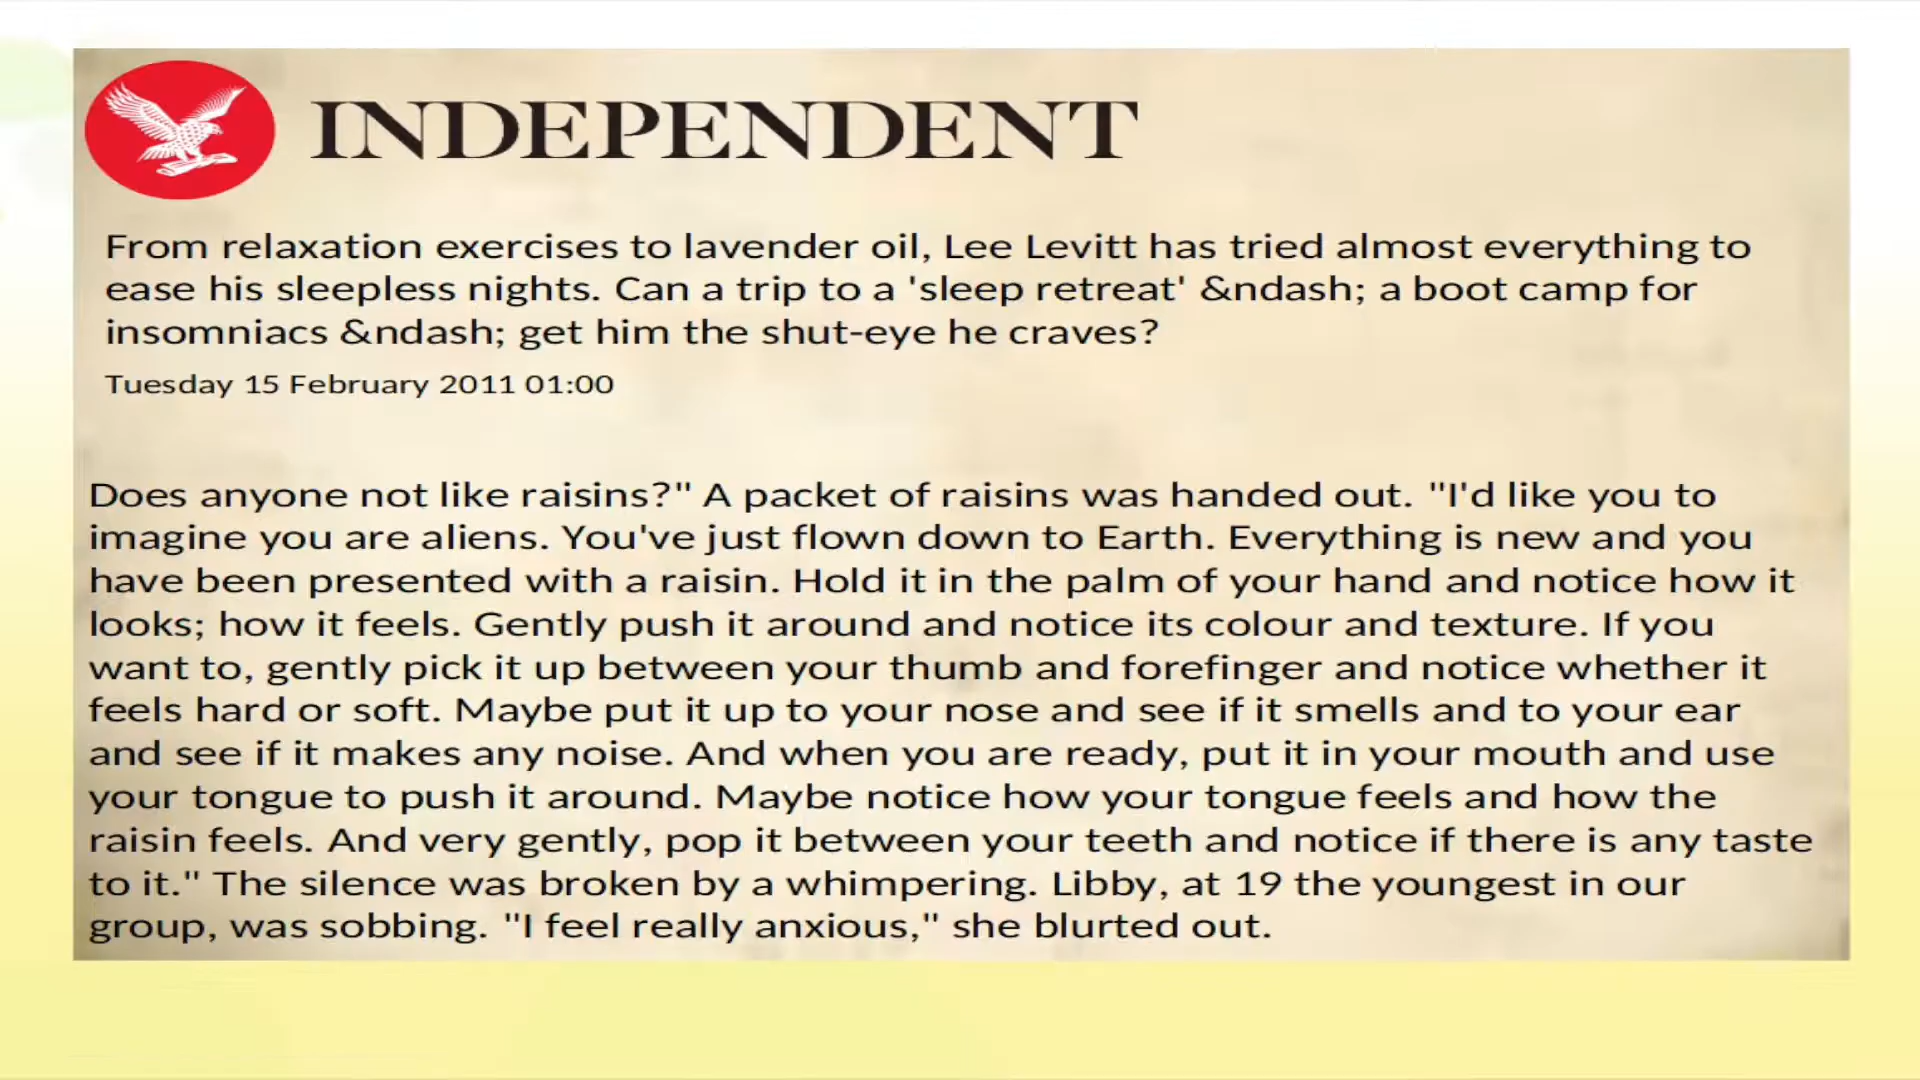 INDEPENDENT
From relaxation exercises to lavender oil, Lee Levitt has tried almost everything to
ease his sleepless nights. Can a trip to a 'sleep retreat' &ndash; a boot camp for
insomniacs &ndash; get him the shut-eye he craves?
Tuesday 15 February 2011 01:00
Does anyone not like raisins?" A packet of raisins was handed out. "I'd like you to
imagine you are aliens. You've just flown down to Earth. Everything is new and you
have been presented with a raisin. Hold it in the palm of your hand and notice how it
looks; how it feels. Gently push it around and notice its colour and texture. If you
want to, gently pick it up between your thumb and forefinger and notice whether it
feels hard or soft. Maybe put it up to your nose and see if it smells and to your ear
and see if it makes any noise. And when you are ready, put it in your mouth and use
your tongue to push it around. Maybe notice how your tongue feels and how the
raisin feels. And very gently, pop it between your teeth and notice if there is any taste
to it." The silence was broken by a whimpering. Libby, at 19 the youngest in our
group, was sobbing. "I feel really anxious," she blurted out.